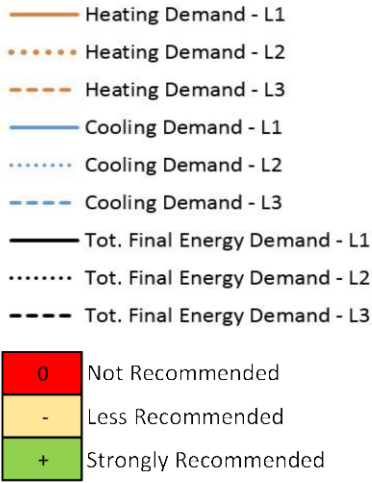 Heating Demand - L1
Heating Demand - L2
Heating Demand - L3
Cooling Demand - L1
Cooling Demand - L2
Cooling Demand - L3
Tot. Final Energy Demand - L1
Tot. Final Energy Demand - L2
Tot. Final Energy Demand - L3
0 Not Recommended
- Less Recommended
+ Strongly Recommended